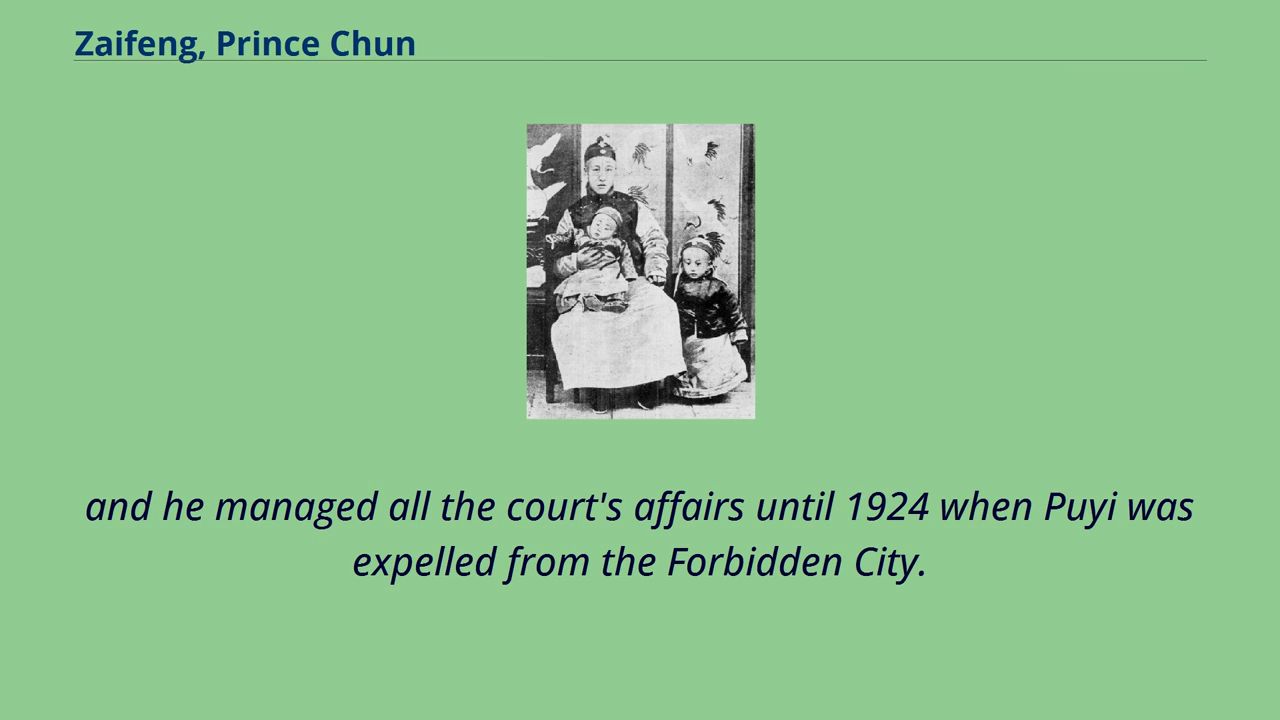 Zaifeng, Prince Chun
and he managed all the court's affairs until 1924 when Puyi was
expelled from the Forbidden City.